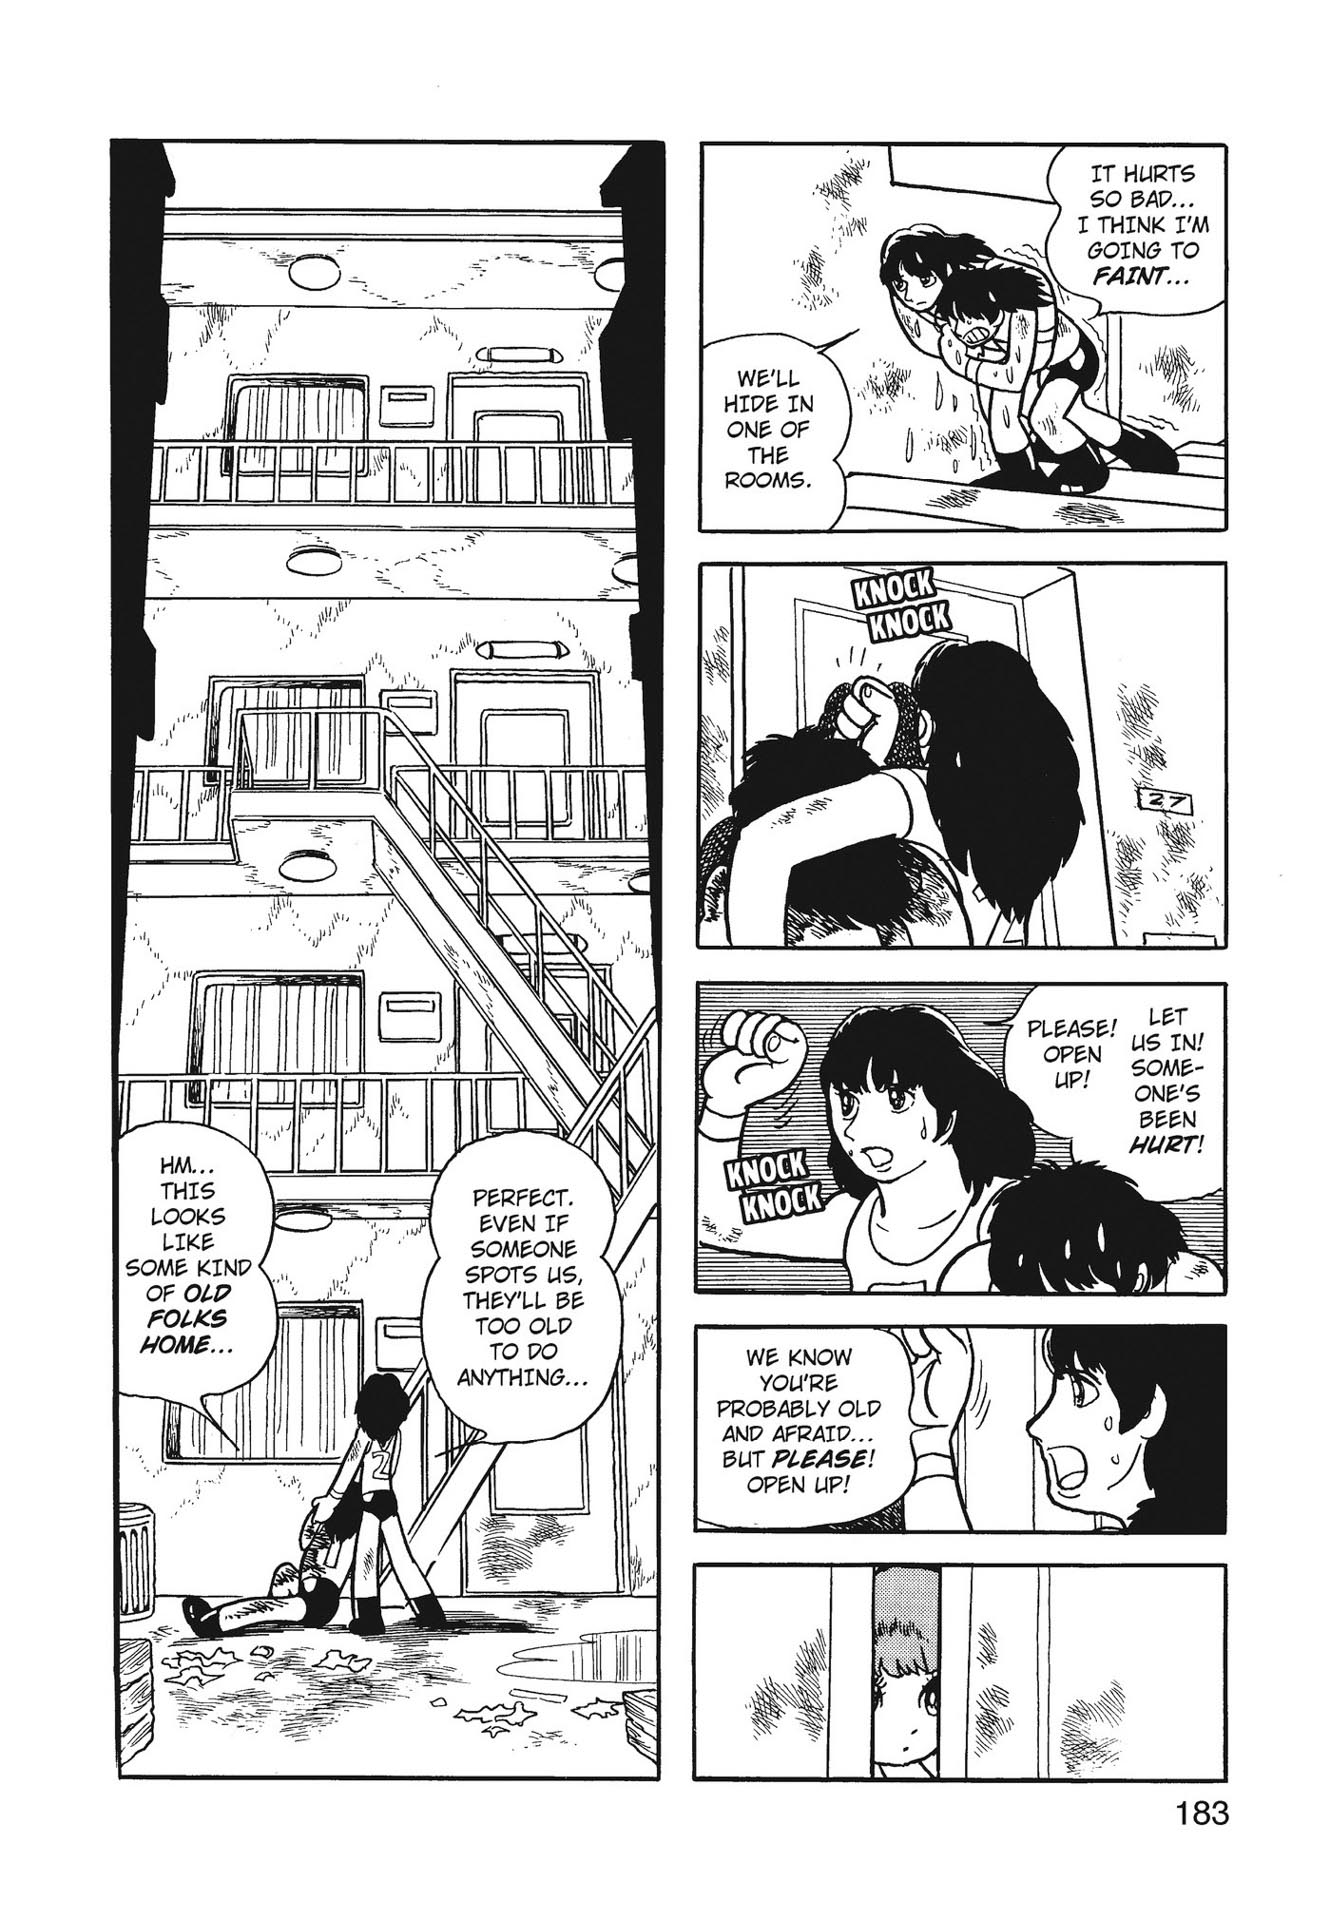 HM...
THIS
LOOKS
LIKE
SOME KIND
OF OLD
FOLKS
HOME...
PERFECT.
EVEN IF
SOMEONE
SPOTS US,
THEY'LL BE
TOO OLD
TO DO
ANYTHING...
2
IT HURTS
SO BAD...
I THINK I'M
GOING TO
FAINT...
WE'LL
HIDE IN
ONE OF
THE
ROOMS.
KNOCK
KNOCK
27
PLEASE!
OPEN
UP!
LET
US IN!
SOME-
ONE'S
BEEN
HURT!
KNOCK
KNOCK
WE KNOW
YOU'RE
PROBABLY OLD
AND AFRAID...
BUT PLEASE!
OPEN UP!
183